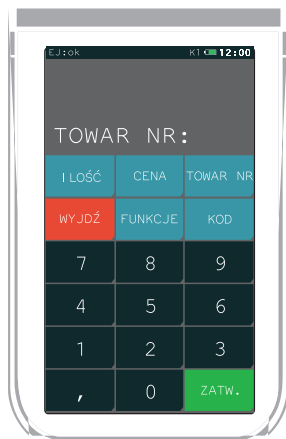 EJ:ok K1 12:00
TOWAR NR:
ILOŚĆ CENA TOWAR NR
WYJDŹ FUNKCJE KOD
7 8 9
4 5 6
1 2 3
, 0 ZATW.